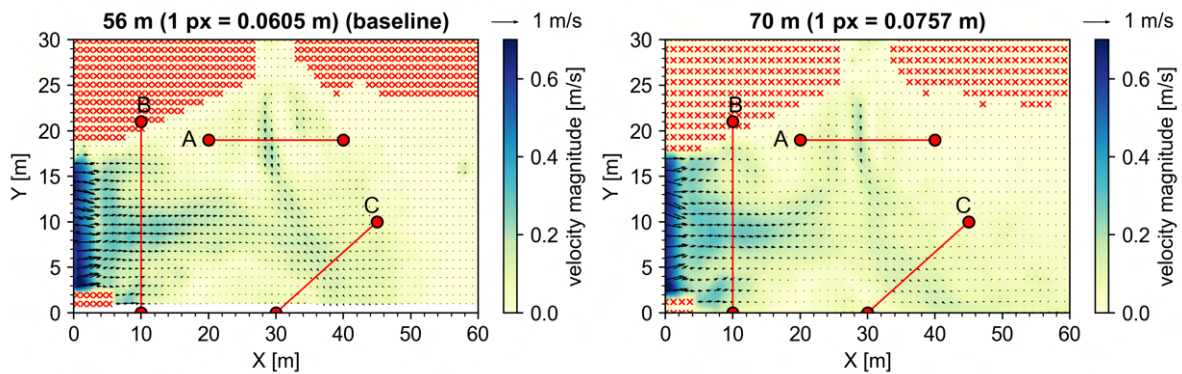 56 m (1 px = 0.0605 m) (baseline)
1 m/s
70 m (1 px = 0.0757 m)
1 m/s
30
25
20
15
10
5
0
Y [m]
0
10
20
30
40
50
60
X [m]
A
B
C
0.6
0.4
0.2
0.0
velocity magnitude [m/s]
30
25
20
15
10
5
0
Y [m]
0
10
20
30
40
50
60
X [m]
A
B
C
0.6
0.4
0.2
0.0
velocity magnitude [m/s]